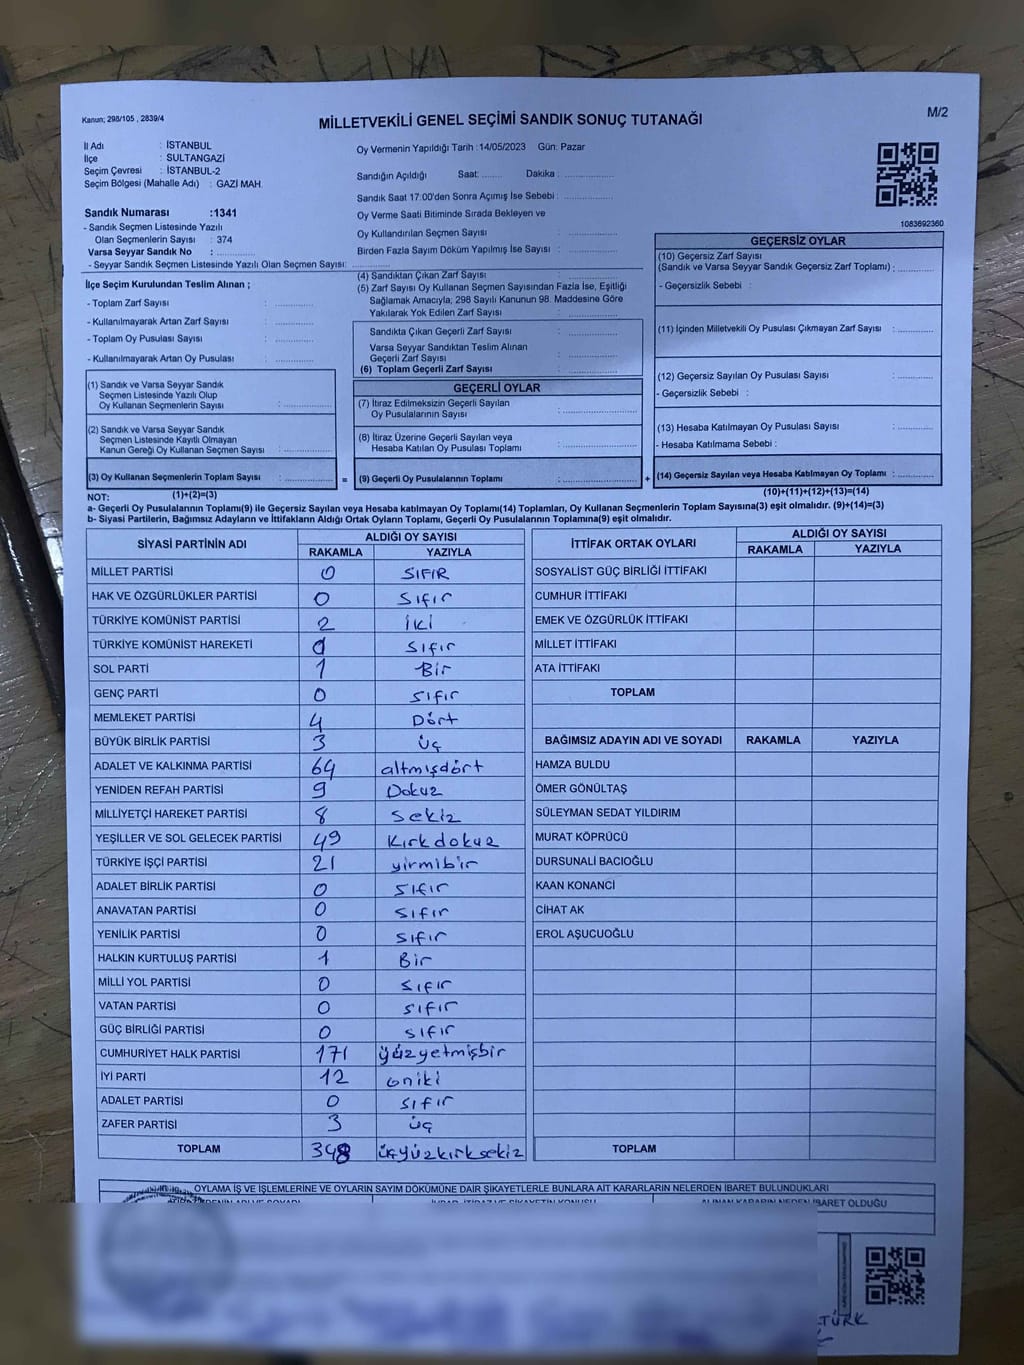 Kanun; 298/105 , 2839/4
MİLLETVEKİLİ GENEL SEÇİMİ SANDIK SONUÇ TUTANAĞI
M/2
İl Adı : İSTANBUL
İlçe : SULTANGAZİ
Seçim Çevresi : İSTANBUL-2
Seçim Bölgesi (Mahalle Adı) : GAZİ MAH.
Oy Vermenin Yapıldığı Tarih :14/05/2023 Gün: Pazar
Sandığın Açıldığı Saat: ........ Dakika : ...................
Sandık Saat 17:00'den Sonra Açımış İse Sebebi : ..................
Oy Verme Saati Bitiminde Sırada Bekleyen ve
Oy Kullandırılan Seçmen Sayısı : ..................
Birden Fazla Sayım Döküm Yapılmış İse Sayısı : ..................
1083692360
Sandık Numarası :1341
- Sandık Seçmen Listesinde Yazılı
Olan Seçmenlerin Sayısı : 374
Varsa Seyyar Sandık No : ..................
- Seyyar Sandık Seçmen Listesinde Yazılı Olan Seçmen Sayısı: ..........
İlçe Seçim Kurulundan Teslim Alınan ;
- Toplam Zarf Sayısı : ............
- Kullanılmayarak Artan Zarf Sayısı : ............
- Toplam Oy Pusulası Sayısı : ............
- Kullanılmayarak Artan Oy Pusulası : ............
(1) Sandık ve Varsa Seyyar Sandık
Seçmen Listesinde Yazılı Olup
Oy Kullanan Seçmenlerin Sayısı : ..............
(2) Sandık ve Varsa Seyyar Sandık
Seçmen Listesinde Kayıtlı Olmayan
Kanun Gereği Oy Kullanan Seçmen Sayısı : ..............
(3) Oy Kullanan Seçmenlerin Toplam Sayısı : ..............
(1)+(2)=(3)
(4) Sandıktan Çıkan Zarf Sayısı : ..................
(5) Zarf Sayısı Oy Kullanan Seçmen Sayısından Fazla İse, Eşitliği
Sağlamak Amacıyla, 298 Sayılı Kanunun 98. Maddesine Göre
Yakılarak Yok Edilen Zarf Sayısı : ..................
Sandıkta Çıkan Geçerli Zarf Sayısı : ..............
Varsa Seyyar Sandıktan Teslim Alınan
Geçerli Zarf Sayısı : ..............
(6) Toplam Geçerli Zarf Sayısı : ..............
GEÇERLİ OYLAR
(7) İtiraz Edilmeksizin Geçerli Sayılan
Oy Pusulalarının Sayısı : ..................
(8) İtiraz Üzerine Geçerli Sayılan veya
Hesaba Katılan Oy Pusulası Toplamı : ..................
= (9) Geçerli Oy Pusulalarının Toplamı : ..................
GEÇERSİZ OYLAR
(10) Geçersiz Zarf Sayısı
(Sandık ve Varsa Seyyar Sandık Geçersiz Zarf Toplamı) : ..........
- Geçersizlik Sebebi :
(11) İçinden Milletvekili Oy Pusulası Çıkmayan Zarf Sayısı : ..........
(12) Geçersiz Sayılan Oy Pusulası Sayısı : ..........
- Geçersizlik Sebebi :
(13) Hesaba Katılmayan Oy Pusulası Sayısı : ..........
- Hesaba Katılmama Sebebi :
+ (14) Geçersiz Sayılan veya Hesaba Katılmayan Oy Toplamı : ..........
(10)+(11)+(12)+(13)=(14)
NOT:
a- Geçerli Oy Pusulalarının Toplamı(9) ile Geçersiz Sayılan veya Hesaba katılmayan Oy Toplamı(14) Toplamları, Oy Kullanan Seçmenlerin Toplam Sayısına(3) eşit olmalıdır. (9)+(14)=(3)
b- Siyasi Partilerin, Bağımsız Adayların ve İttifakların Aldığı Ortak Oyların Toplamı, Geçerli Oy Pusulalarının Toplamına(9) eşit olmalıdır.
SİYASİ PARTİNİN ADI ALDIĞI OY SAYISI
RAKAMLA YAZIYLA
MİLLET PARTİSİ 0 SIFIR
HAK VE ÖZGÜRLÜKLER PARTİSİ 0 Sıfır
TÜRKİYE KOMÜNİST PARTİSİ 2 İki
TÜRKİYE KOMÜNİST HAREKETİ 0 Sıfır
SOL PARTİ 1 Bir
GENÇ PARTİ 0 Sıfır
MEMLEKET PARTİSİ 4 Dört
BÜYÜK BİRLİK PARTİSİ 3 üç
ADALET VE KALKINMA PARTİSİ 64 altmışdört
YENİDEN REFAH PARTİSİ 9 Dokuz
MİLLİYETÇİ HAREKET PARTİSİ 8 Sekiz
YEŞİLLER VE SOL GELECEK PARTİSİ 49 Kırkdokuz
TÜRKİYE İŞÇİ PARTİSİ 21 yirmibir
ADALET BİRLİK PARTİSİ 0 Sıfır
ANAVATAN PARTİSİ 0 Sıfır
YENİLİK PARTİSİ 0 Sıfır
HALKIN KURTULUŞ PARTİSİ 1 Bir
MİLLİ YOL PARTİSİ 0 Sıfır
VATAN PARTİSİ 0 Sıfır
GÜÇ BİRLİĞİ PARTİSİ 0 Sıfır
CUMHURİYET HALK PARTİSİ 171 yüzyetmişbir
İYİ PARTİ 12 oniki
ADALET PARTİSİ 0 Sıfır
ZAFER PARTİSİ 3 üç
TOPLAM 348 üçyüzkırksekiz
İTTİFAK ORTAK OYLARI ALDIĞI OY SAYISI
RAKAMLA YAZIYLA
SOSYALİST GÜÇ BİRLİĞİ İTTİFAKI
CUMHUR İTTİFAKI
EMEK VE ÖZGÜRLÜK İTTİFAKI
MİLLET İTTİFAKI
ATA İTTİFAKI
TOPLAM
BAĞIMSIZ ADAYIN ADI VE SOYADI RAKAMLA YAZIYLA
HAMZA BULDU
ÖMER GÖNÜLTAŞ
SÜLEYMAN SEDAT YILDIRIM
MURAT KÖPRÜCÜ
DURSUNALİ BACIOĞLU
KAAN KONANCİ
CİHAT AK
EROL AŞUCUOĞLU
TOPLAM
OYLAMA İŞ VE İŞLEMLERİNE VE OYLARIN SAYIM DÖKÜMÜNE DAİR ŞİKAYETLERLE BUNLARA AİT KARARLARIN NELERDEN İBARET BULUNDUKLARI
ALINAN KARARIN NEDEN İBARET OLDUĞU
TÜRK